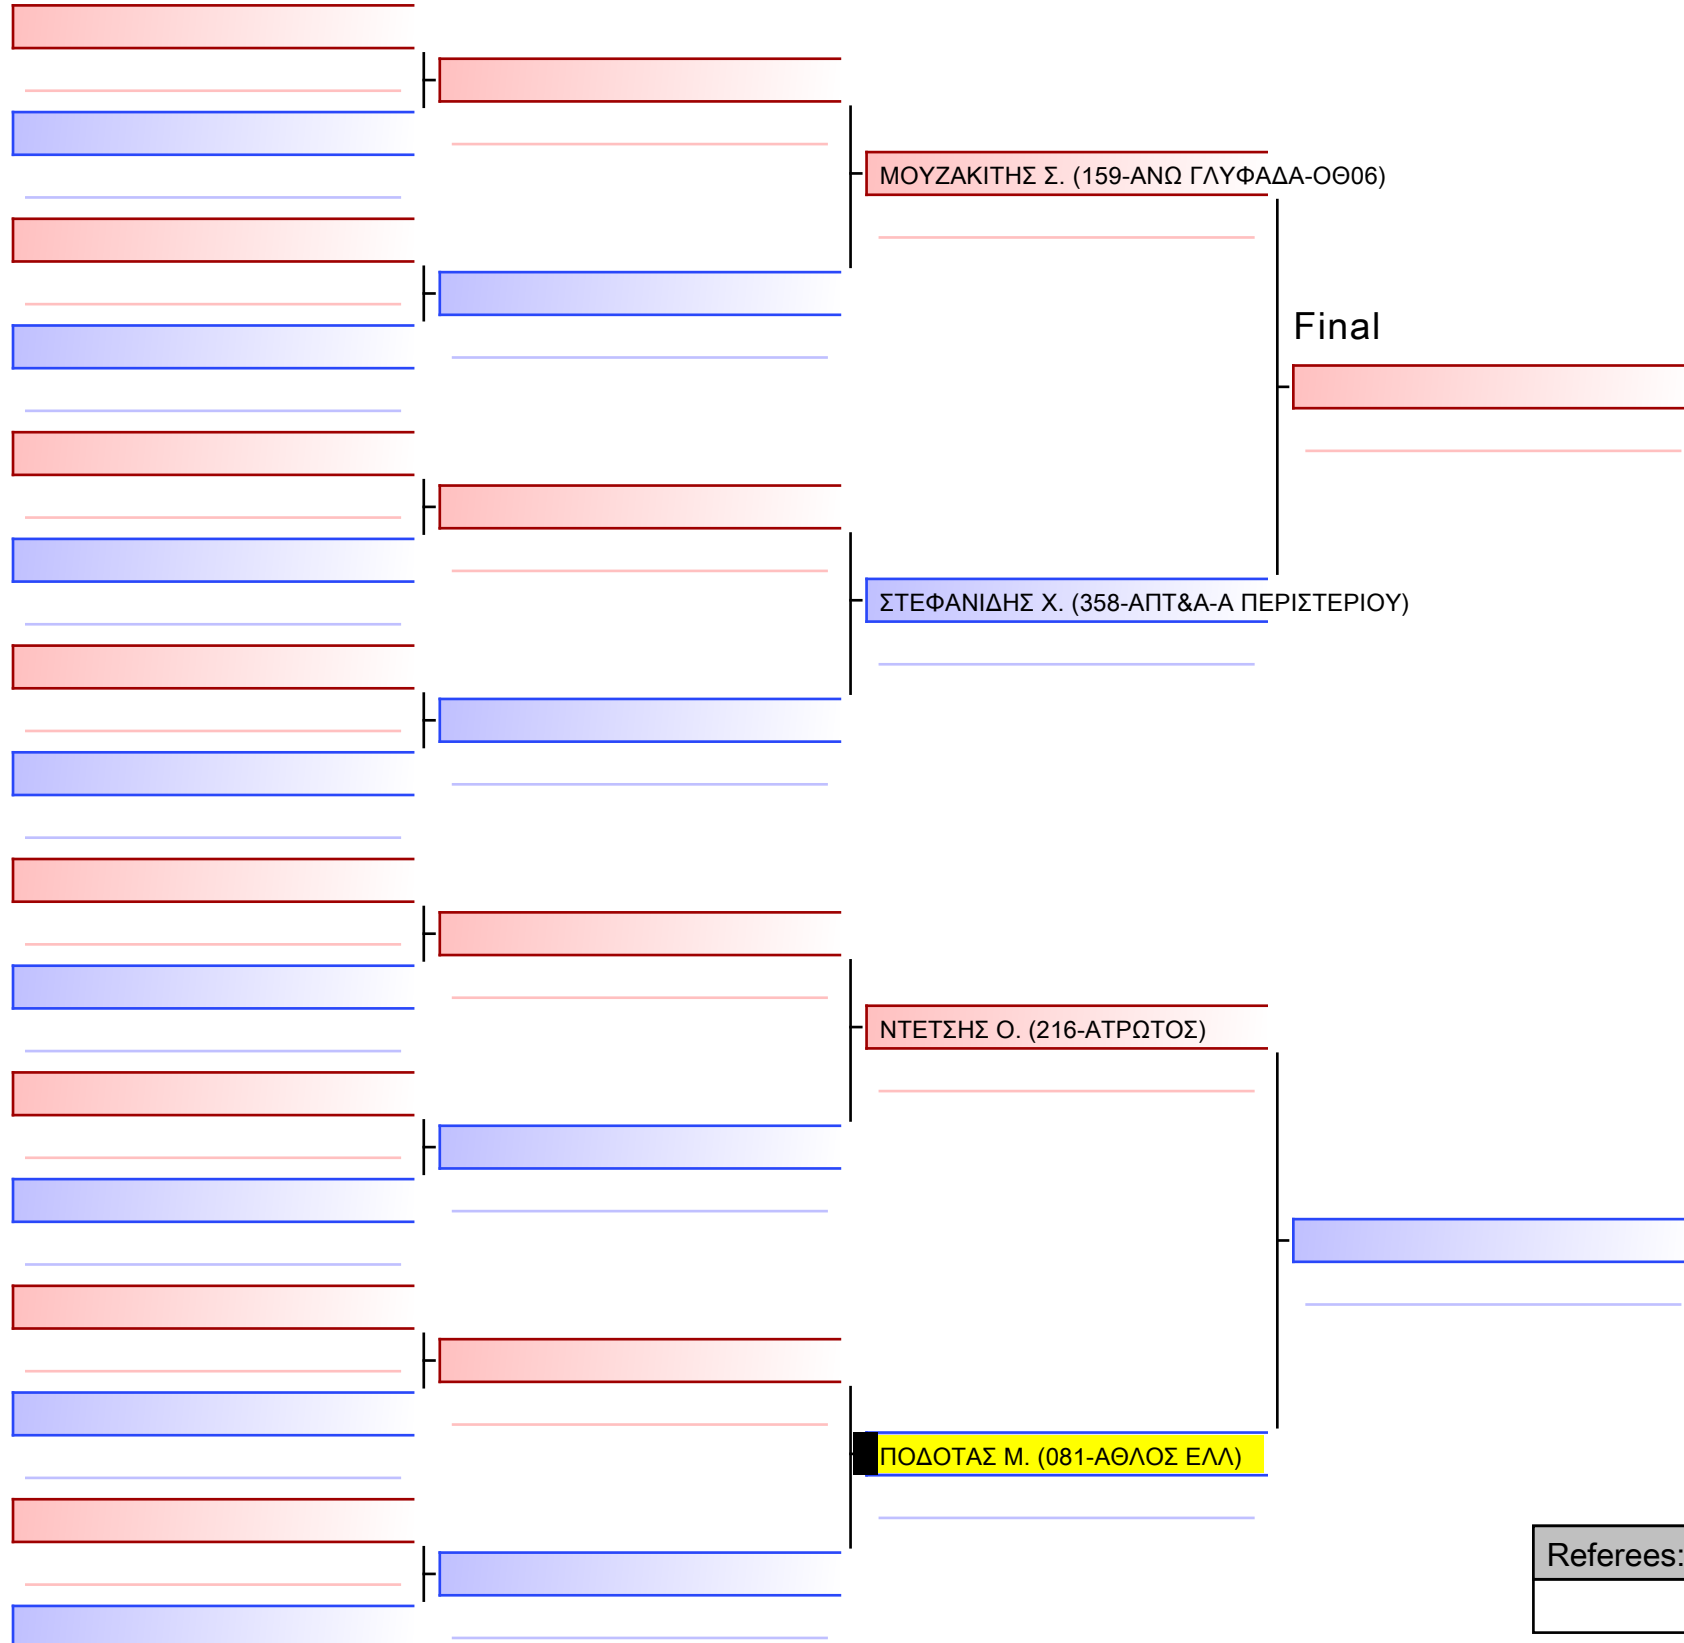 ΜΟΥΖΑΚΙΤΗΣ Σ. (159-ΑΝΩ ΓΛΥΦΑΔΑ-ΟΘ06)
Final
ΣΤΕΦΑΝΙΔΗΣ Χ. (358-ΑΠΤ&Α-Α ΠΕΡΙΣΤΕΡΙΟΥ)
ΝΤΕΤΣΗΣ Ο. (216-ΑΤΡΩΤΟΣ)
ΠΟΔΟΤΑΣ Μ. (081-ΑΘΛΟΣ ΕΛΛ)
Referees: